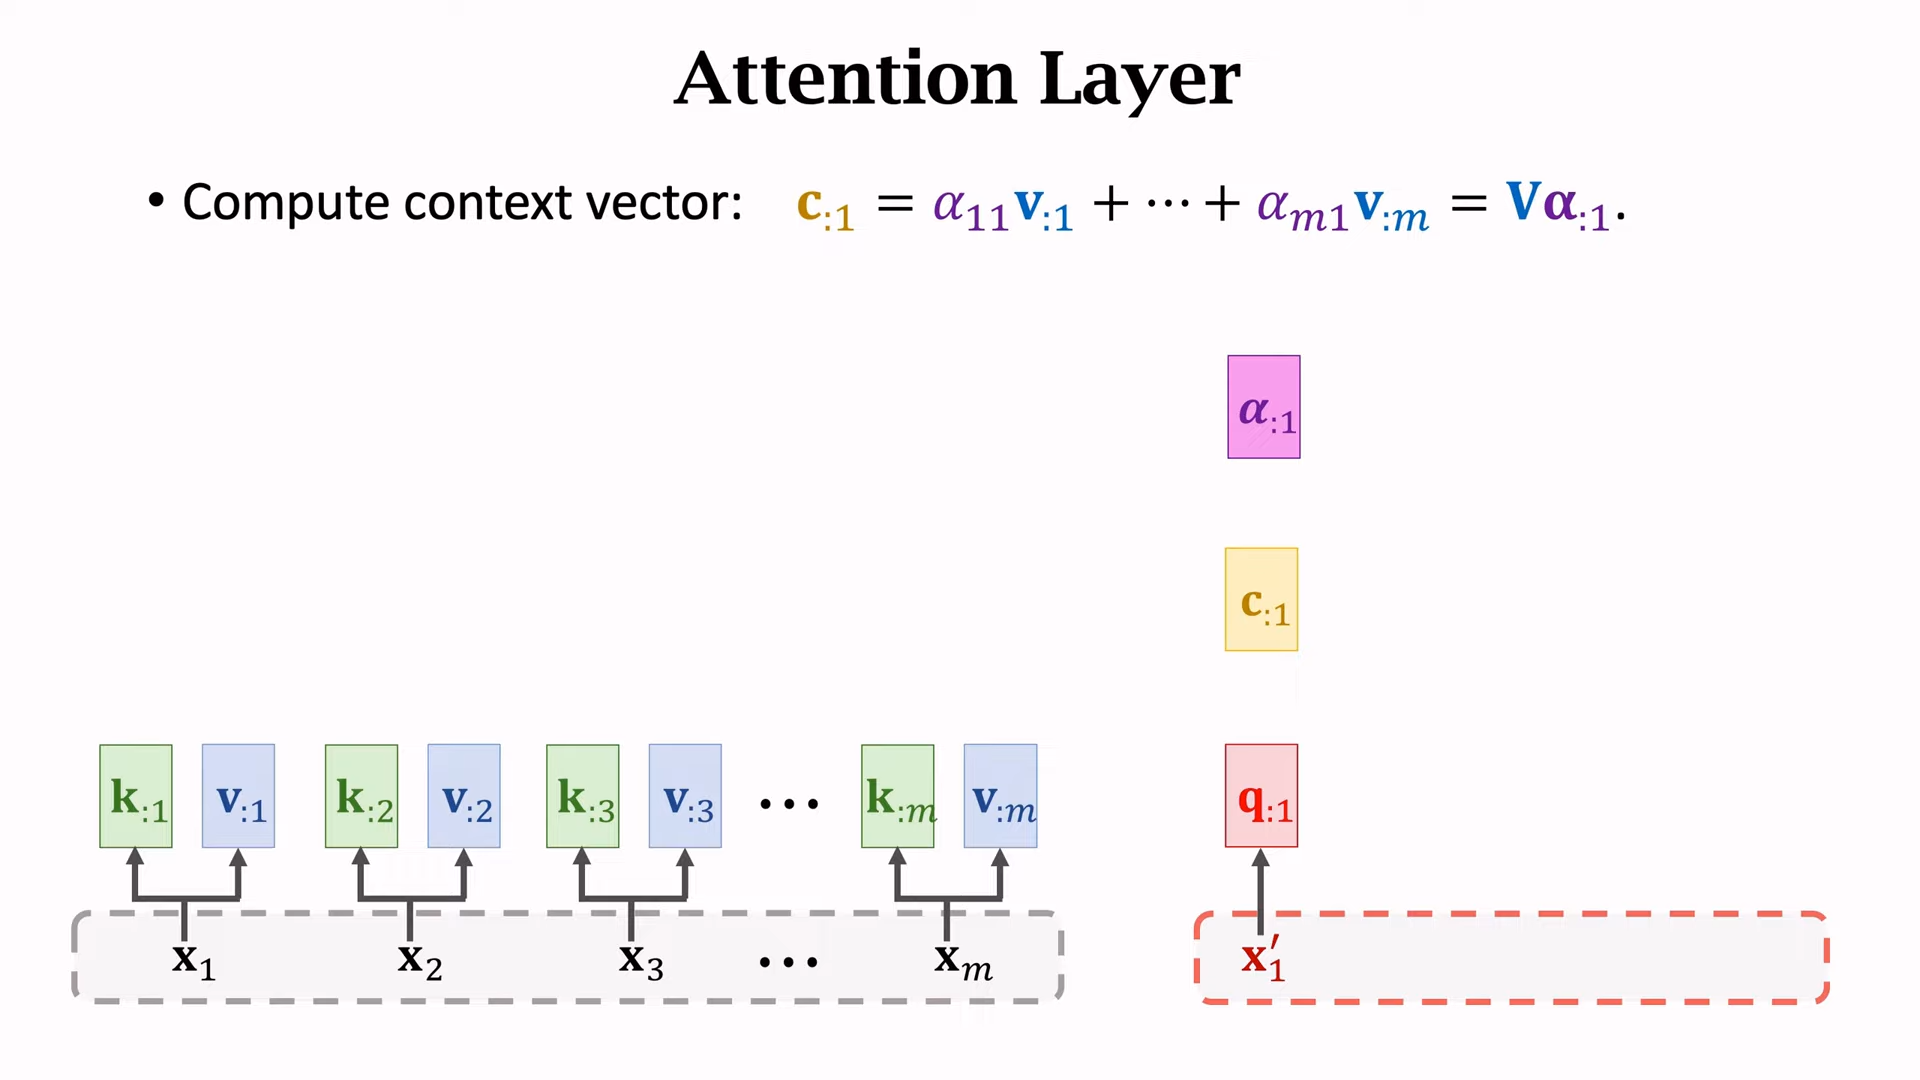 Attention Layer
• Compute context vector: c:1 = α11v:1 + ⋯ + αm1v:m = Vα:1.
α:1
c:1
k:1 v:1 k:2 v:2 k:3 v:3 ⋯ k:m v:m q:1
x1 x2 x3 ⋯ xm x′1